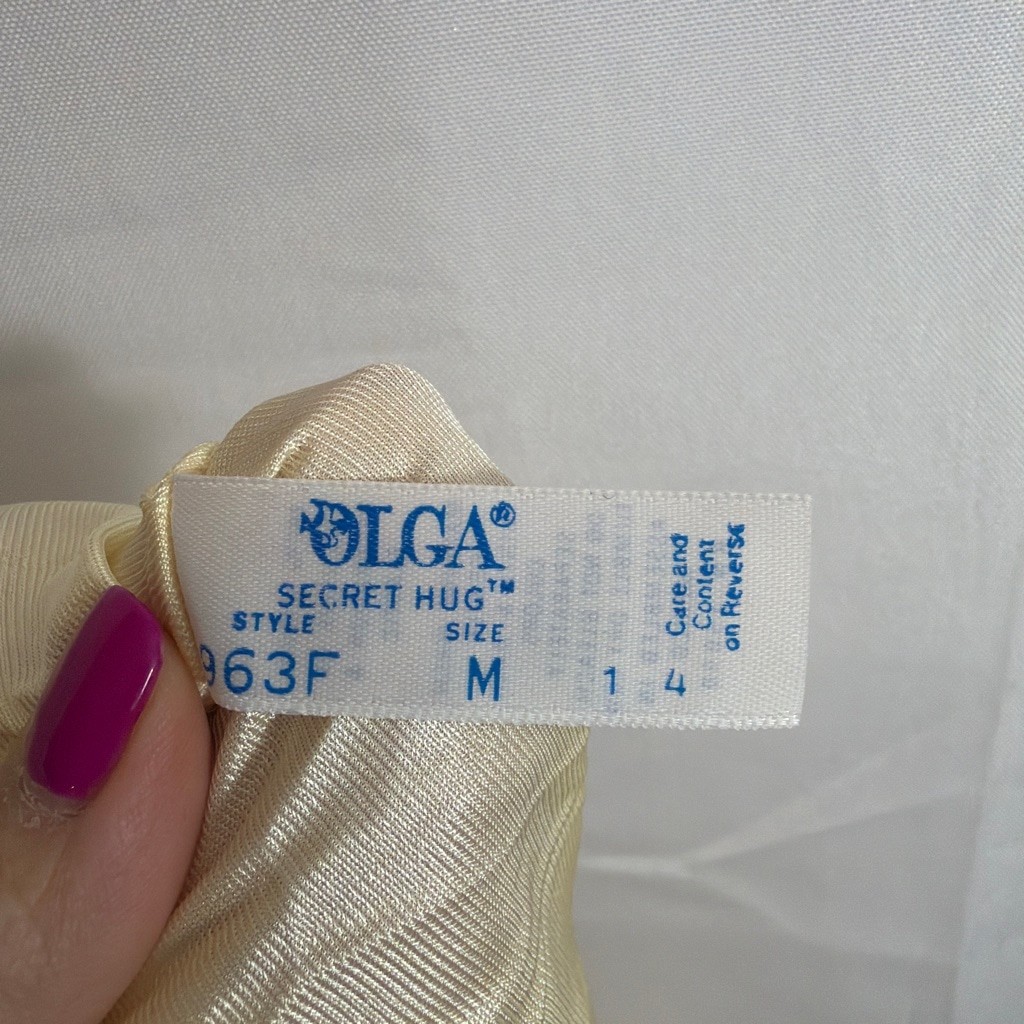 OLGA®
SECRET HUG™
STYLE SIZE
963F M 1 4
Care and
Content
on Reverse